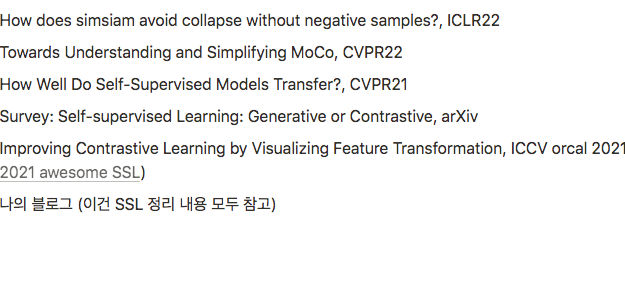 How does simsiam avoid collapse without negative samples?, ICLR22
Towards Understanding and Simplifying MoCo, CVPR22
How Well Do Self-Supervised Models Transfer?, CVPR21
Survey: Self-supervised Learning: Generative or Contrastive, arXiv
Improving Contrastive Learning by Visualizing Feature Transformation, ICCV orcal 2021
2021 awesome SSL)
나의 블로그 (이건 SSL 정리 내용 모두 참고)